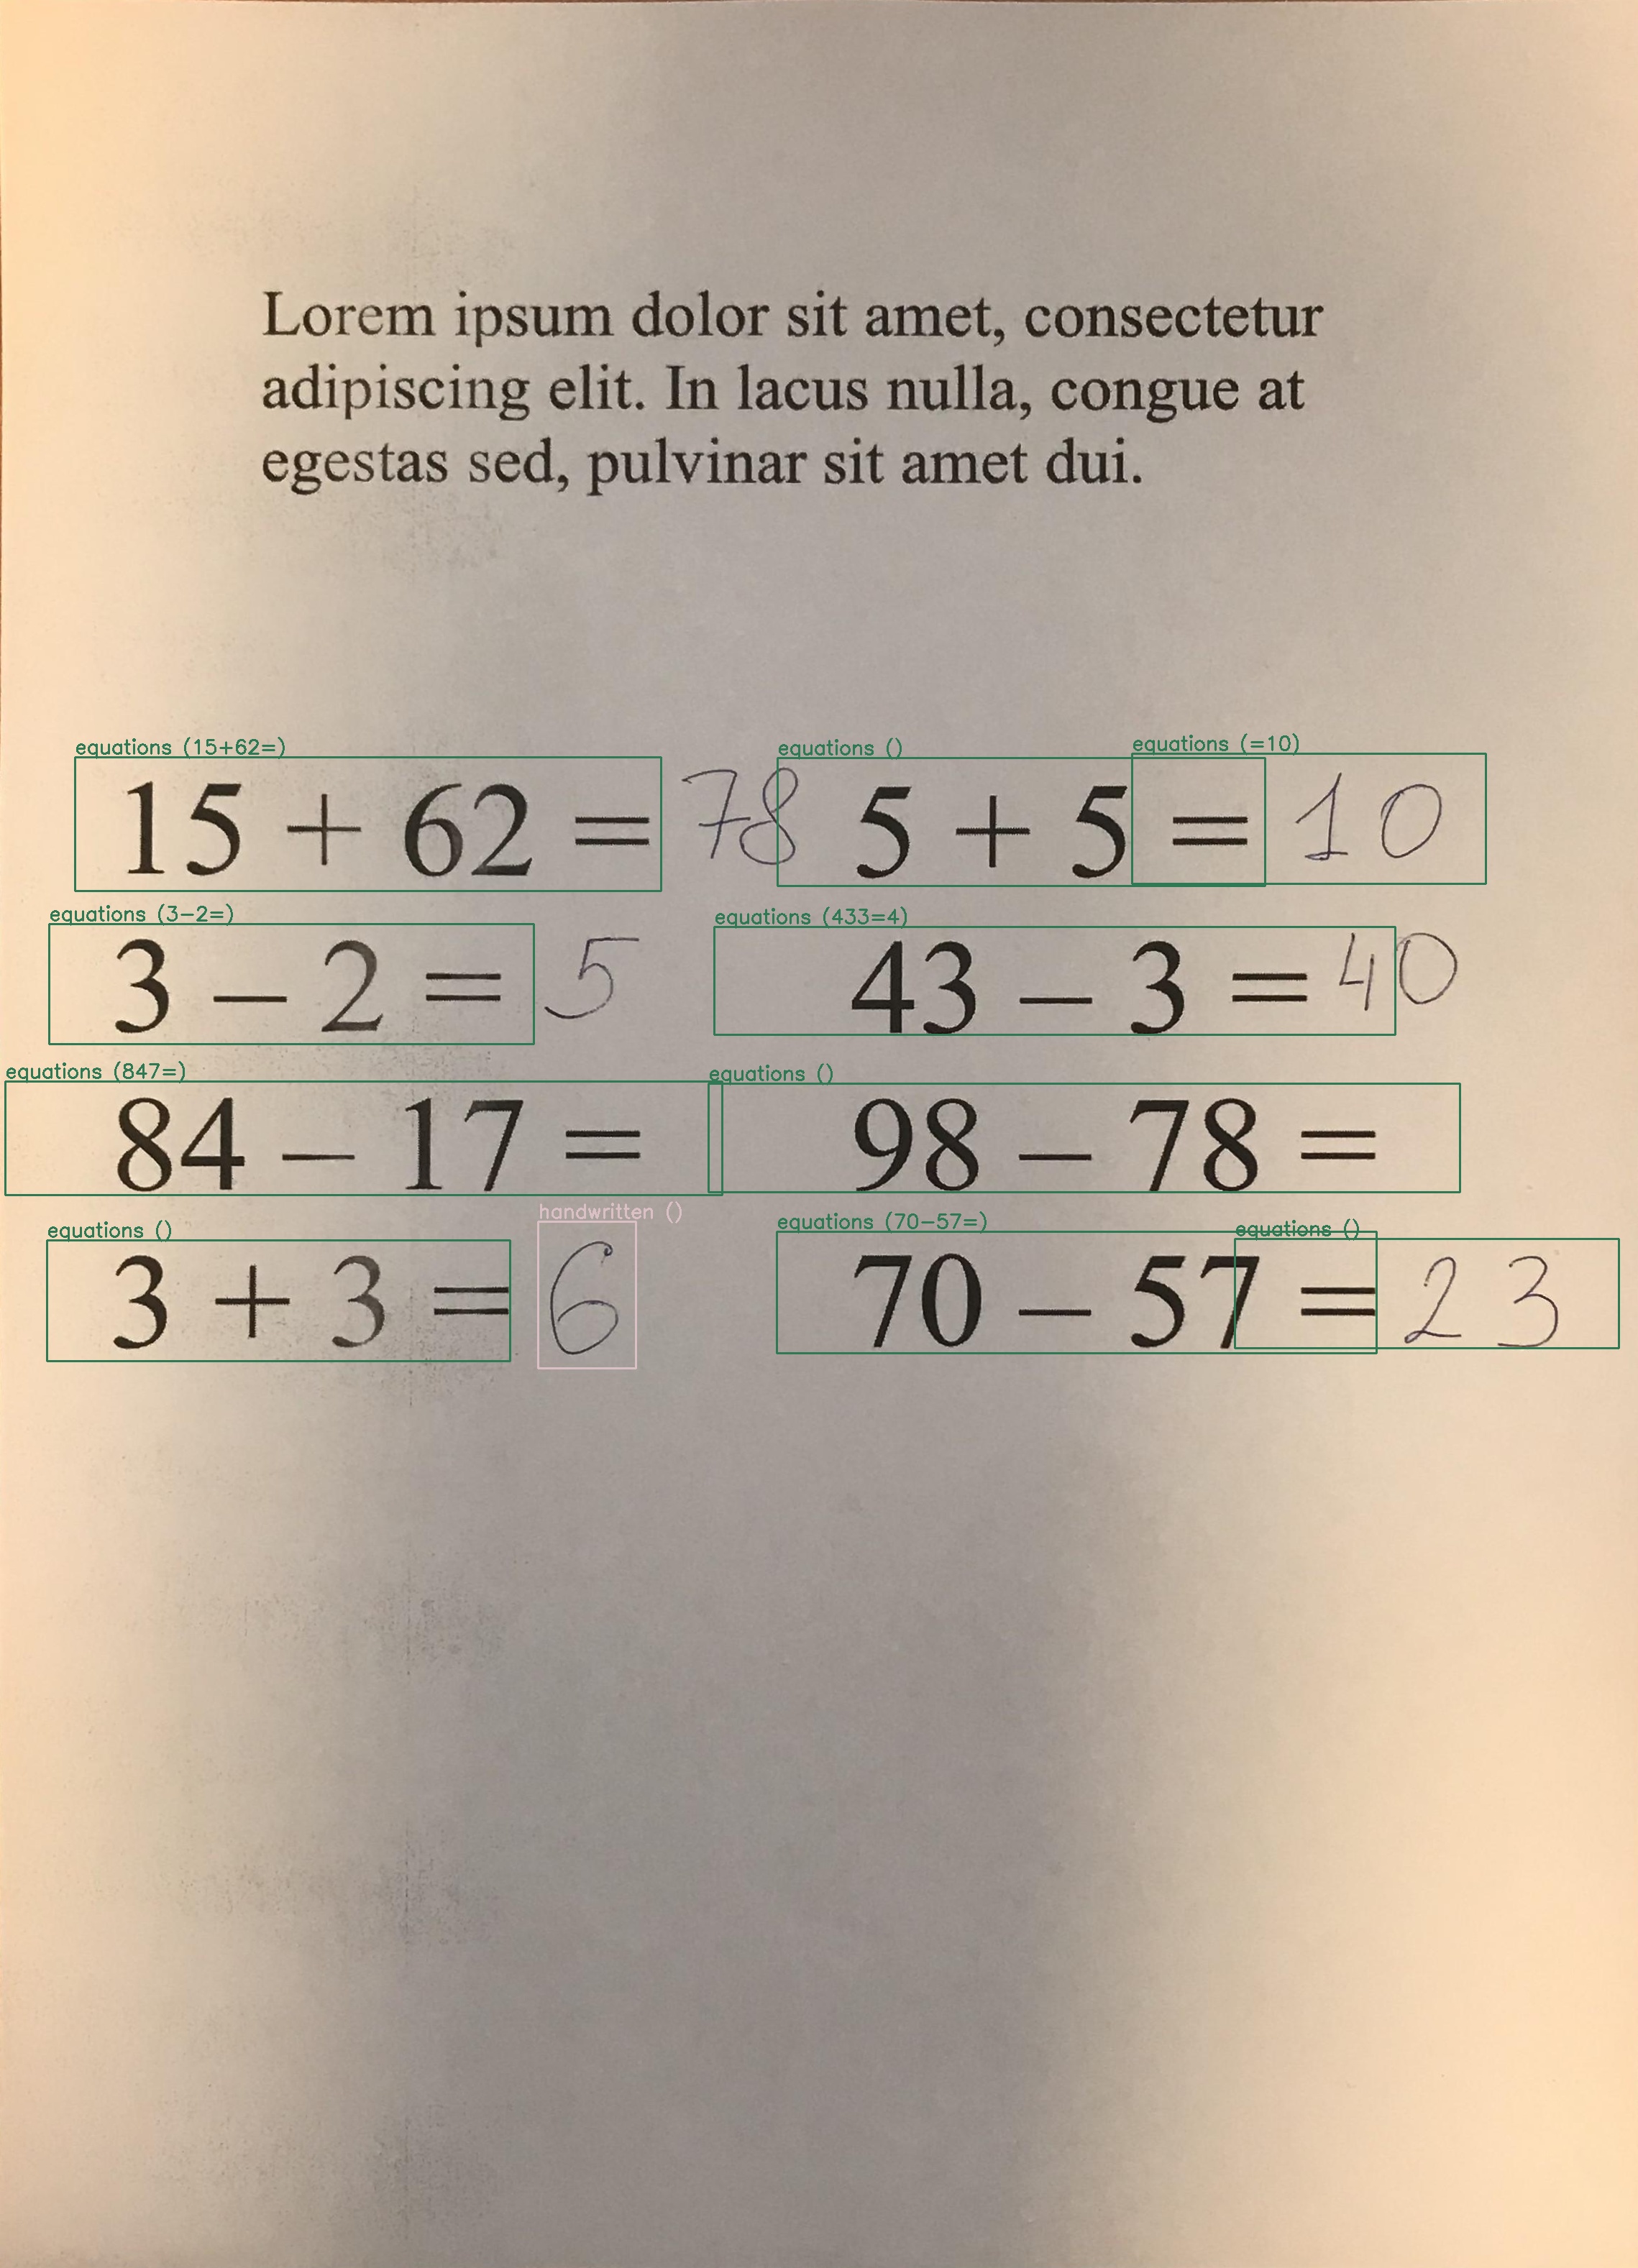 Lorem ipsum dolor sit amet, consectetur
adipiscing elit. In lacus nulla, congue at
egestas sed, pulvinar sit amet dui.
equations (15+62=) equations () equations (=10)
15 + 62 = 78 5 + 5 = 10
equations (3-2=) equations (433=4)
3 – 2 = 5 43 – 3 = 40
equations (847=) equations ()
84 – 17 = 98 – 78 =
equations () handwritten () equations (70-57=) equations ()
3 + 3 = 6 70 – 57 = 23